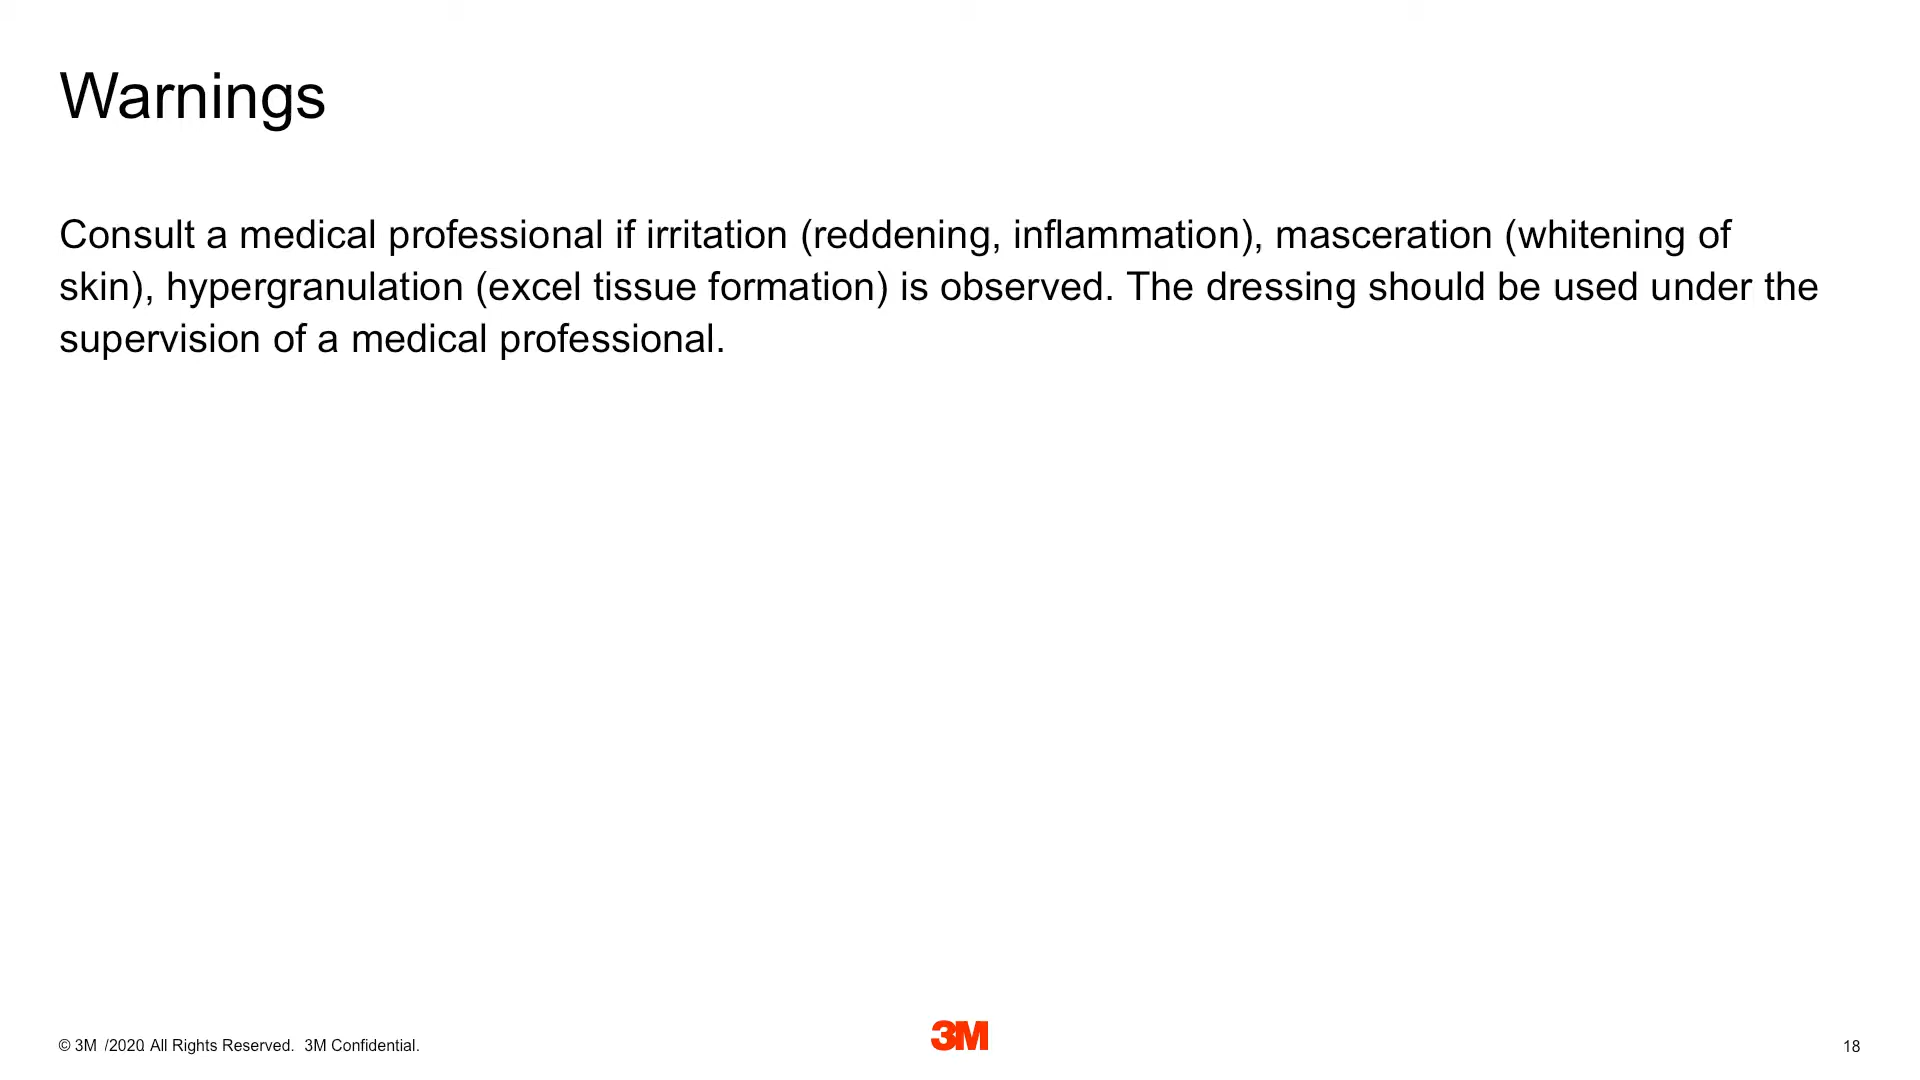 Warnings
Consult a medical professional if irritation (reddening, inflammation), masceration (whitening of
skin), hypergranulation (excel tissue formation) is observed. The dressing should be used under the
supervision of a medical professional.
© 3M /2020. All Rights Reserved. 3M Confidential.
3M
18